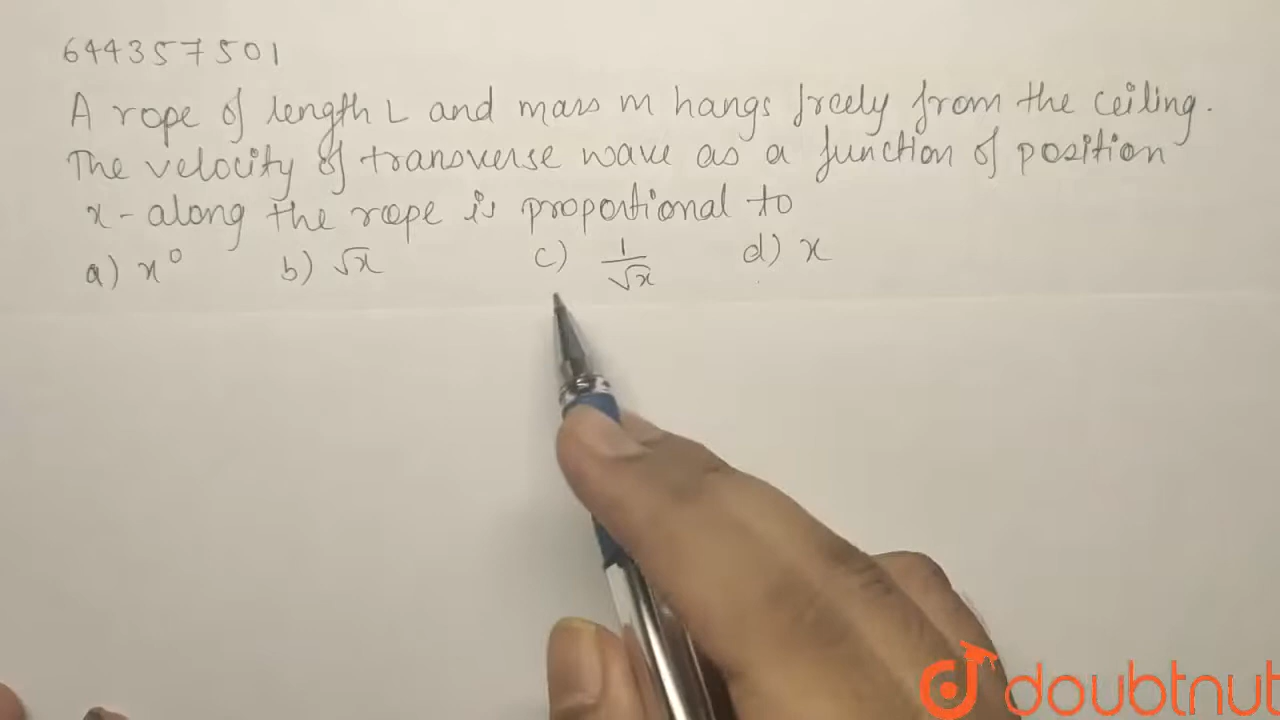 644357501
A rope of length L and mass m hangs freely from the ceiling.
The velocity of transverse wave as a function of position
x - along the rope is proportional to
a) x⁰ b) √x c) 1/√x d) x
doubtnut